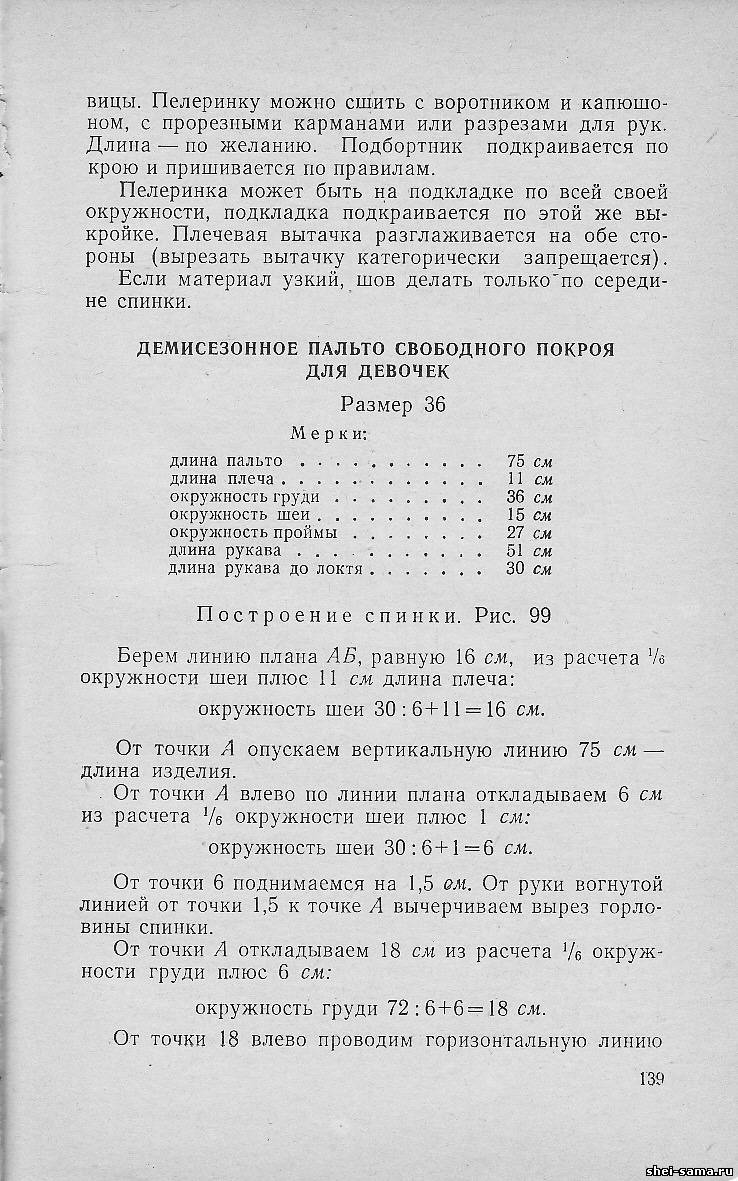 вицы. Пелеринку можно сшить с воротником и капюшо-
ном, с прорезными карманами или разрезами для рук.
Длина — по желанию. Подбортник подкраивается по
крою и пришивается по правилам.
Пелеринка может быть на подкладке по всей своей
окружности, подкладка подкраивается по этой же вы-
кройке. Плечевая вытачка разглаживается на обе сто-
роны (вырезать вытачку категорически запрещается).
Если материал узкий, шов делать только по середи-
не спинки.
ДЕМИСЕЗОННОЕ ПАЛЬТО СВОБОДНОГО ПОКРОЯ
ДЛЯ ДЕВОЧЕК
Размер 36
Мерки:
длина пальто . . . . . . . . . . . 75 см
длина плеча . . . . . . . . . . . . 11 см
окружность груди . . . . . . . . . 36 см
окружность шеи . . . . . . . . . . 15 см
окружность проймы . . . . . . . . 27 см
длина рукава . . . . . . . . . . . 51 см
длина рукава до локтя . . . . . . . 30 см
Построение спинки. Рис. 99
Берем линию плана АБ, равную 16 см, из расчета 1/6
окружности шеи плюс 11 см длина плеча:
окружность шеи 30 : 6+11=16 см.
От точки А опускаем вертикальную линию 75 см —
длина изделия.
От точки А влево по линии плана откладываем 6 см
из расчета 1/6 окружности шеи плюс 1 см:
окружность шеи 30 : 6+1=6 см.
От точки 6 поднимаемся на 1,5 см. От руки вогнутой
линией от точки 1,5 к точке А вычерчиваем вырез горло-
вины спинки.
От точки А откладываем 18 см из расчета 1/6 окруж-
ности груди плюс 6 см:
окружность груди 72 : 6+6=18 см.
От точки 18 влево проводим горизонтальную линию
139
shei-sama.ru